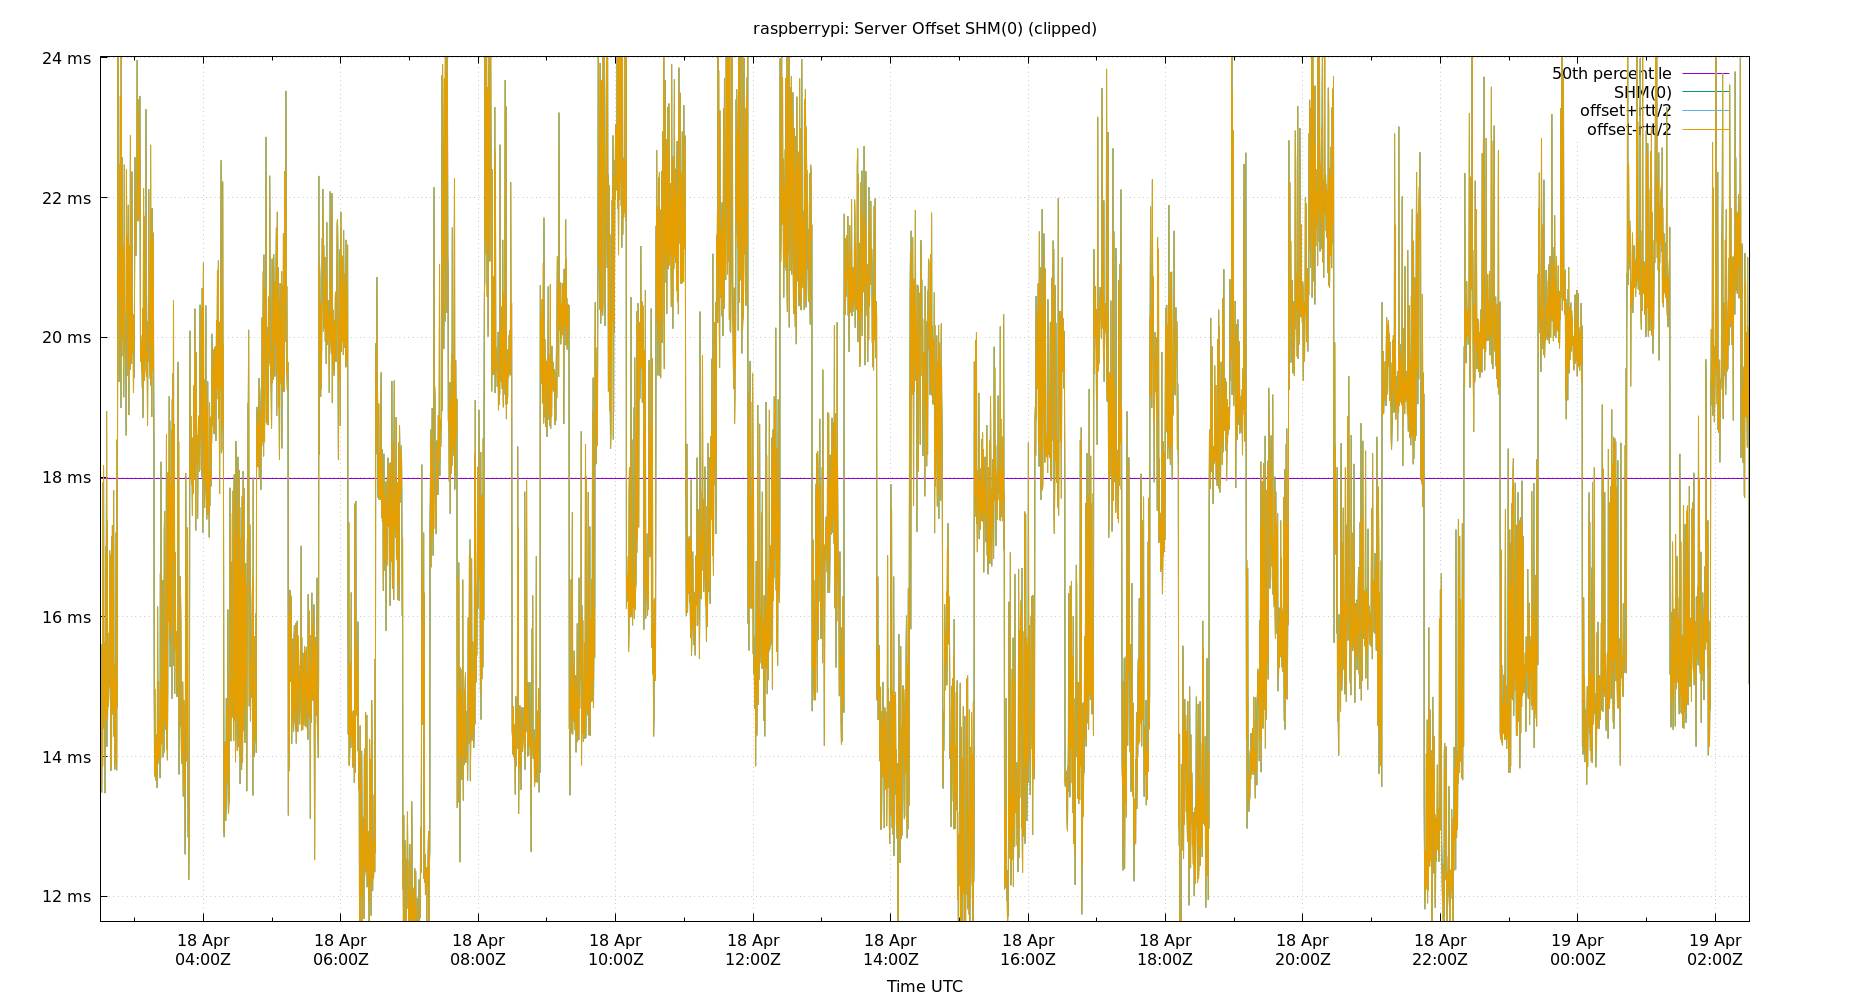 raspberrypi: Server Offset SHM(0) (clipped)
24 ms
22 ms
20 ms
18 ms
16 ms
14 ms
12 ms
50th percentile
SHM(0)
offset+rtt/2
offset-rtt/2
18 Apr 04:00Z
18 Apr 06:00Z
18 Apr 08:00Z
18 Apr 10:00Z
18 Apr 12:00Z
18 Apr 14:00Z
18 Apr 16:00Z
18 Apr 18:00Z
18 Apr 20:00Z
18 Apr 22:00Z
19 Apr 00:00Z
19 Apr 02:00Z
Time UTC